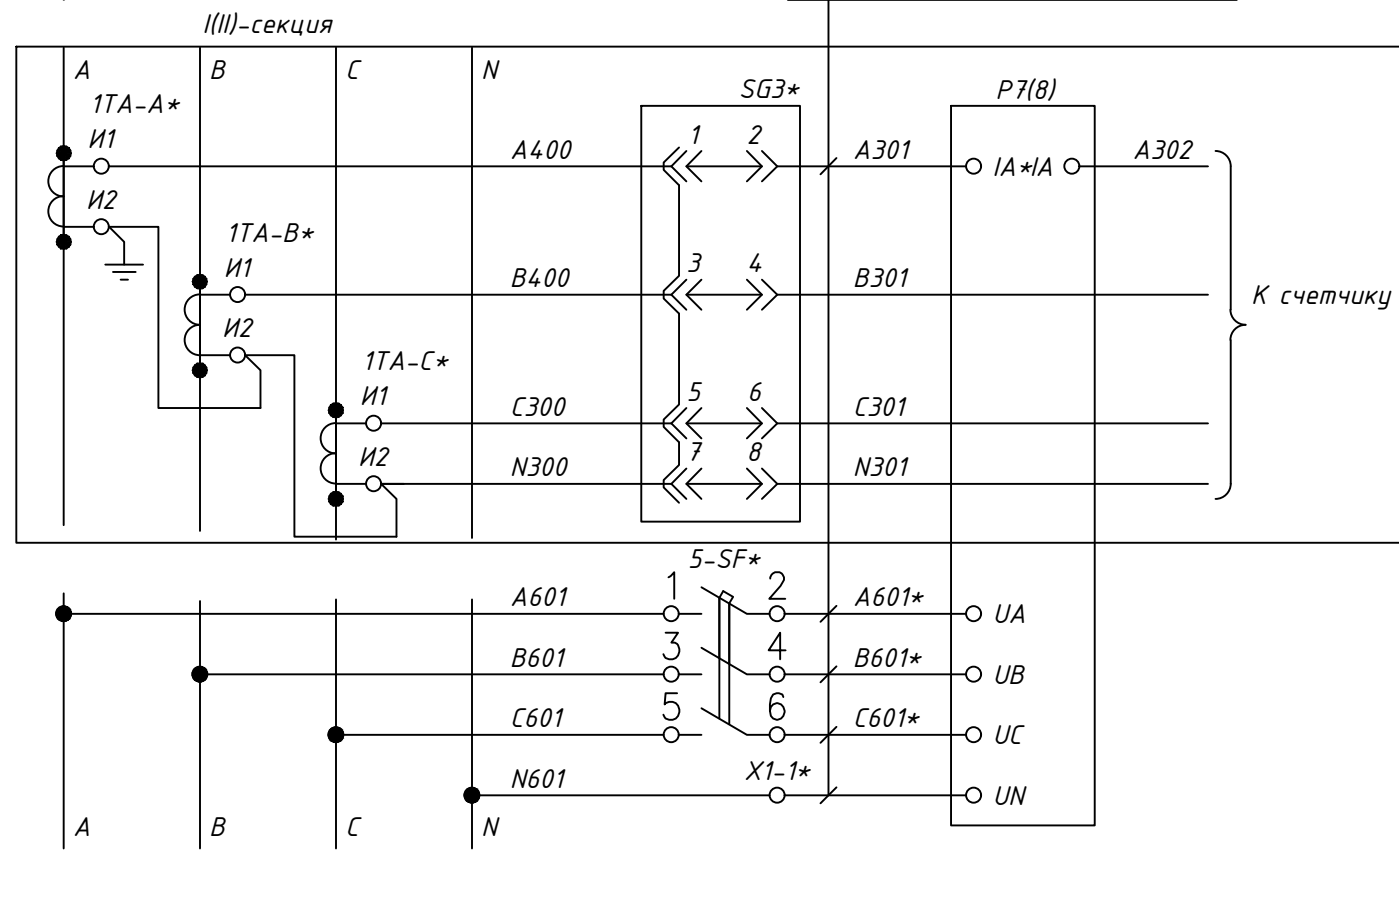 I(II)-секция
A B C N
1TA-A* SG3* P7(8)
И1 A400 1 2 A301 IA*IA A302
И2
1TA-B*
И1 B400 3 4 B301 К счетчику
И2
1TA-C*
И1 C300 5 6 C301
И2 N300 7 8 N301
5-SF*
A601 1 2 A601* UA
B601 3 4 B601* UB
C601 5 6 C601* UC
N601 X1-1* UN
A B C N